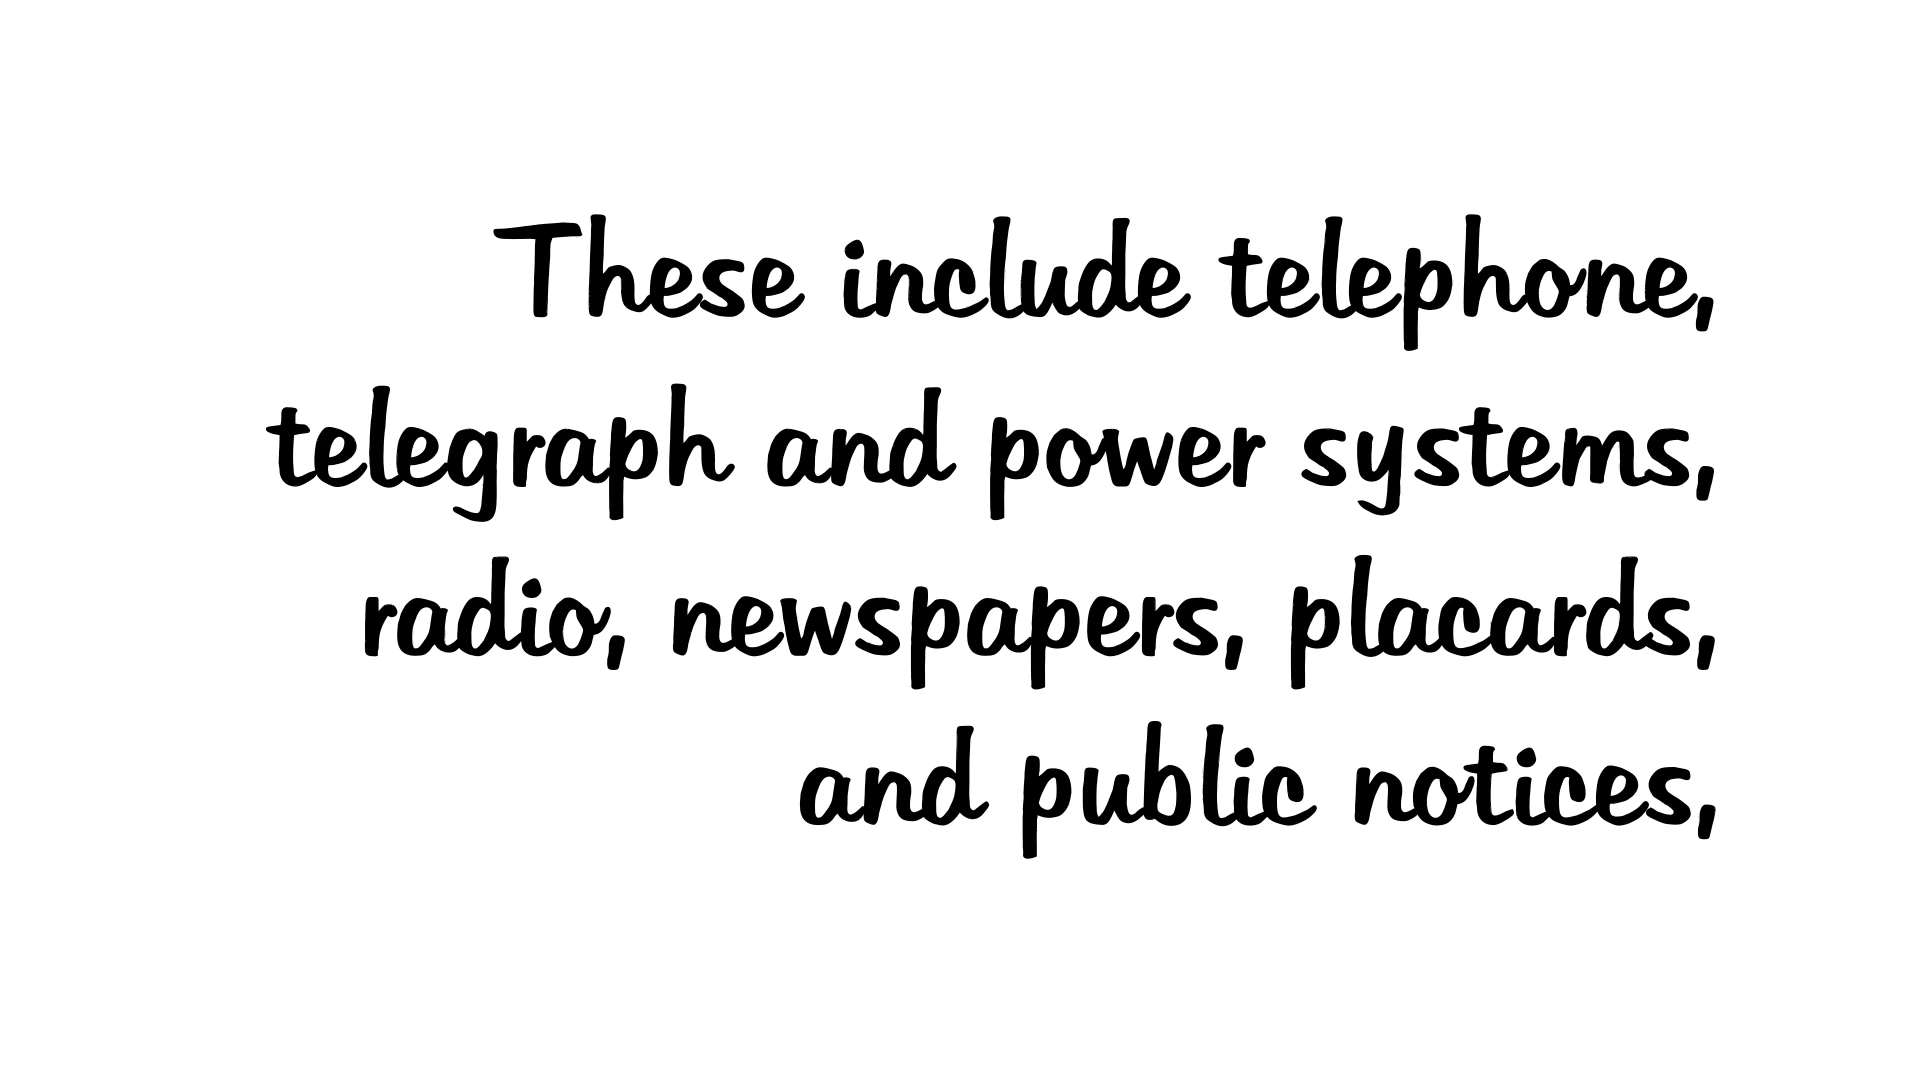 These include telephone,
telegraph and power systems,
radio, newspapers, placards,
and public notices,